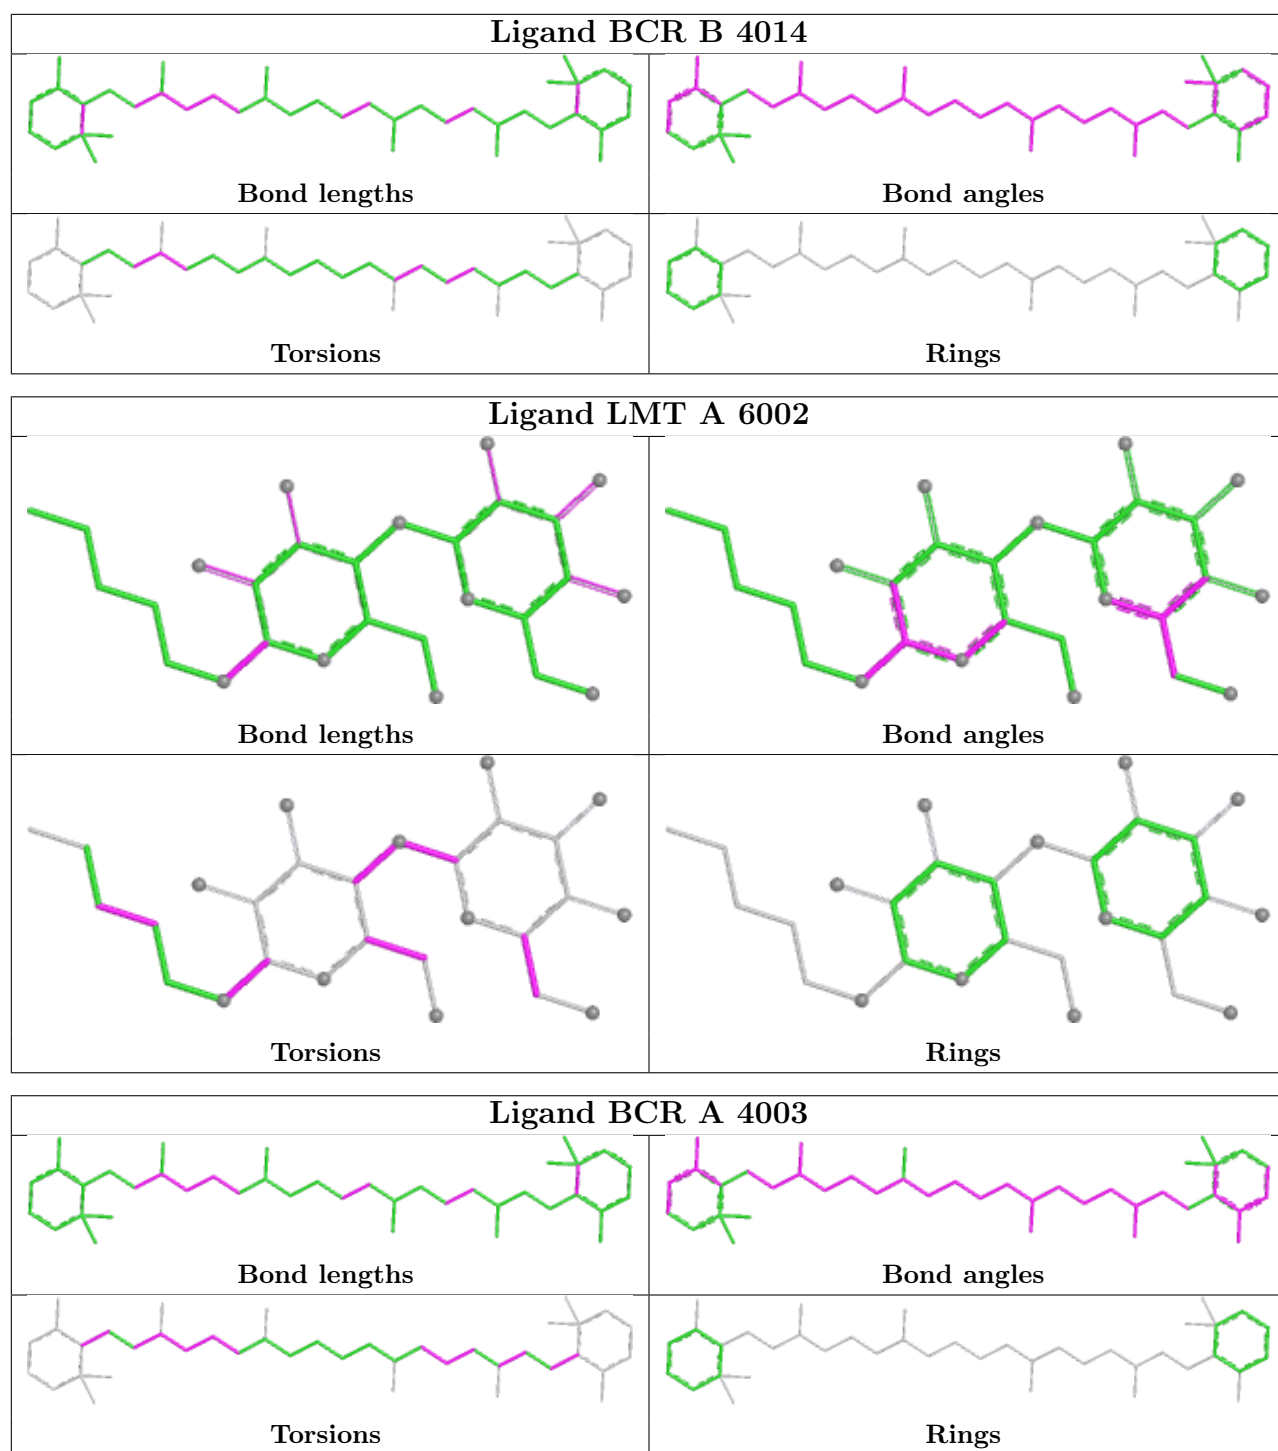 Ligand BCR B 4014
Bond lengths
Bond angles
Torsions
Rings
Ligand LMT A 6002
Bond lengths
Bond angles
Torsions
Rings
Ligand BCR A 4003
Bond lengths
Bond angles
Torsions
Rings